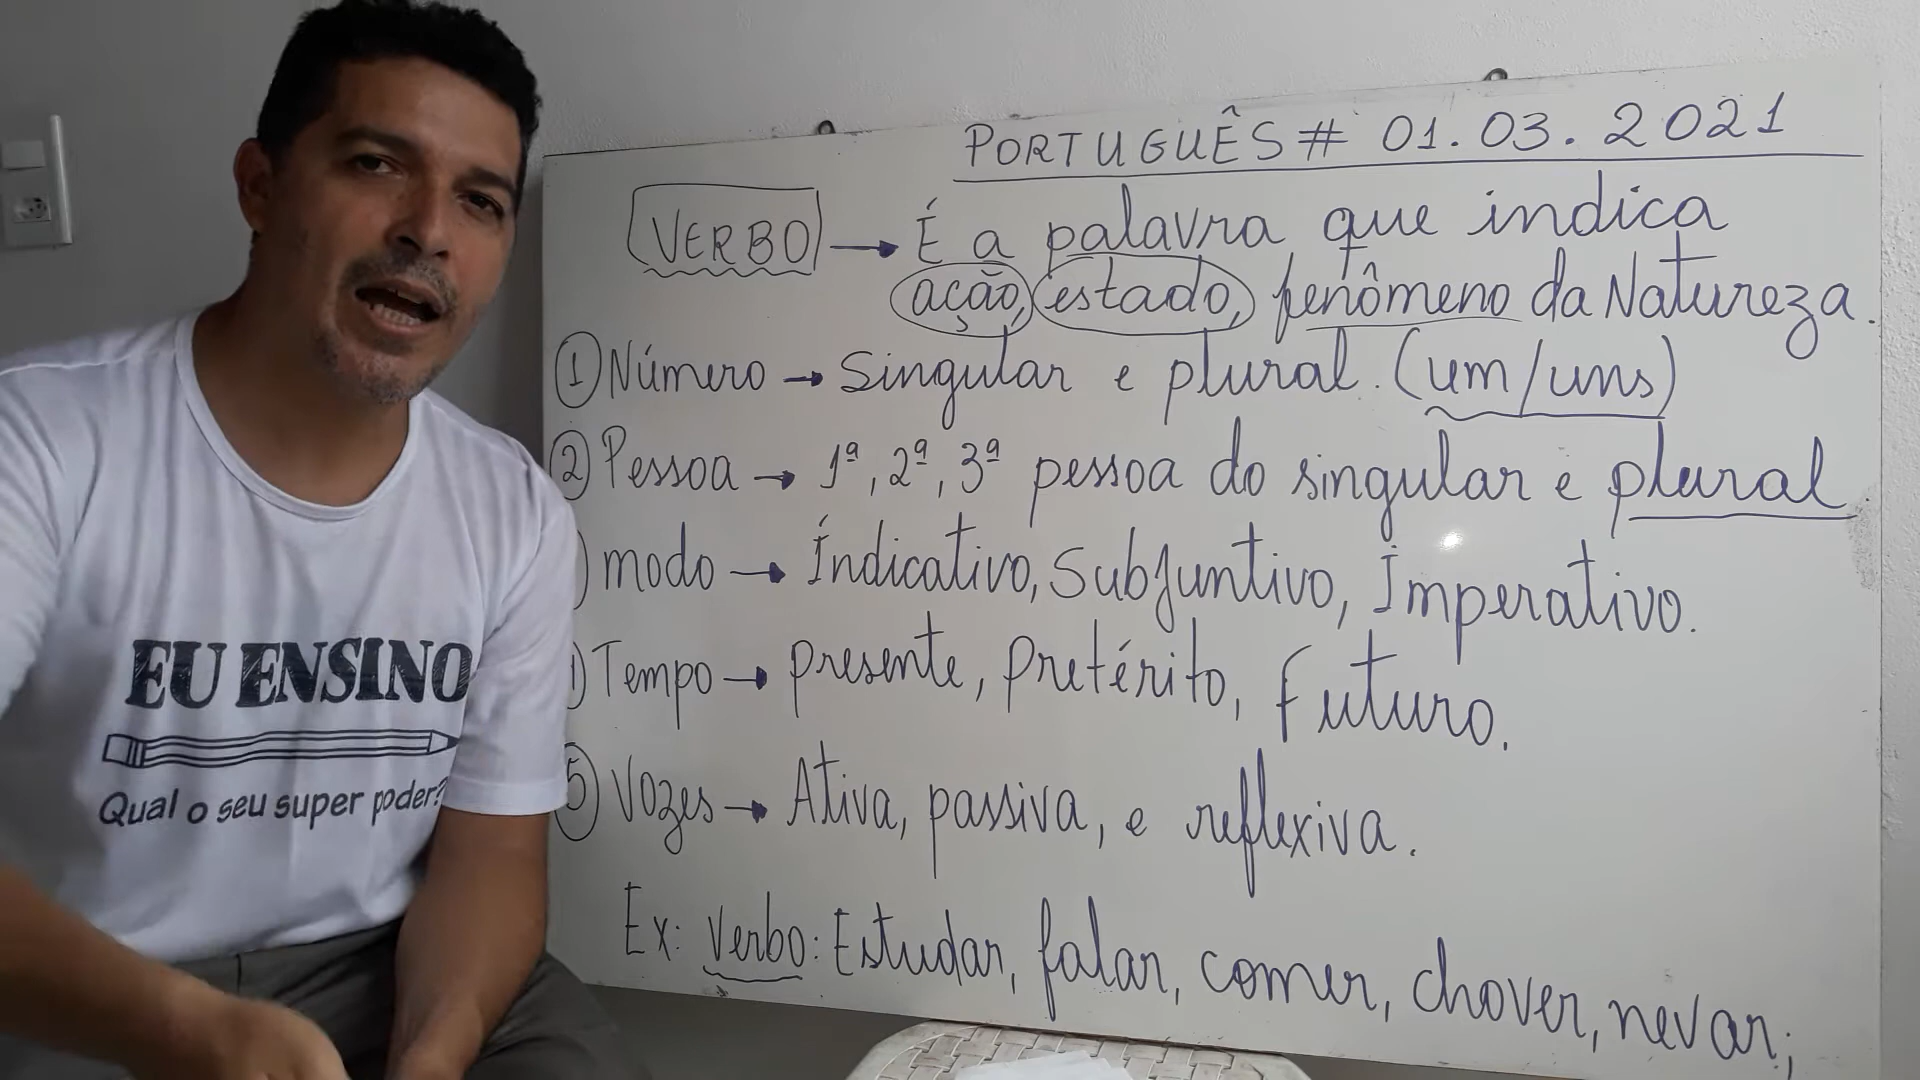 PORTUGUÊS # 01.03.2021
VERBO → É a palavra que indica
ação, estado, fenômeno da Natureza.
① Número → Singular e plural. (um/uns)
② Pessoa → 1ª, 2ª, 3ª pessoa do singular e plural.
) modo → Indicativo, Subjuntivo, Imperativo.
) Tempo → presente, Pretérito, Futuro.
⑤ Vozes → Ativa, passiva, e reflexiva.
Ex: Verbo: Estudar, falar, comer, chover, nevar;
EU ENSINO
Qual o seu super poder?